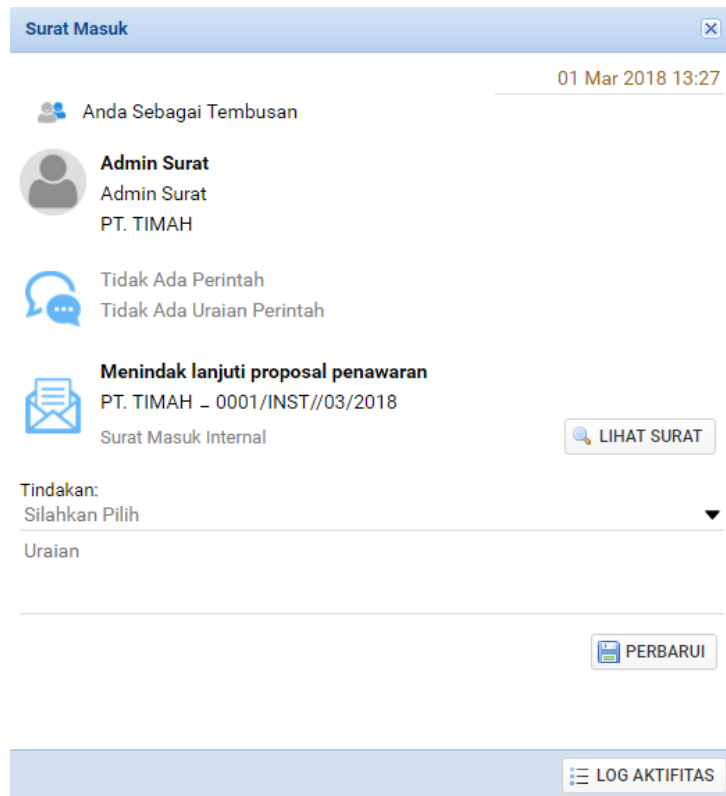 Surat Masuk
01 Mar 2018 13:27
Anda Sebagai Tembusan
Admin Surat
Admin Surat
PT. TIMAH
Tidak Ada Perintah
Tidak Ada Uraian Perintah
Menindak lanjuti proposal penawaran
PT. TIMAH – 0001/INST//03/2018
Surat Masuk Internal
LIHAT SURAT
Tindakan:
Silahkan Pilih
Uraian
PERBARUI
LOG AKTIFITAS